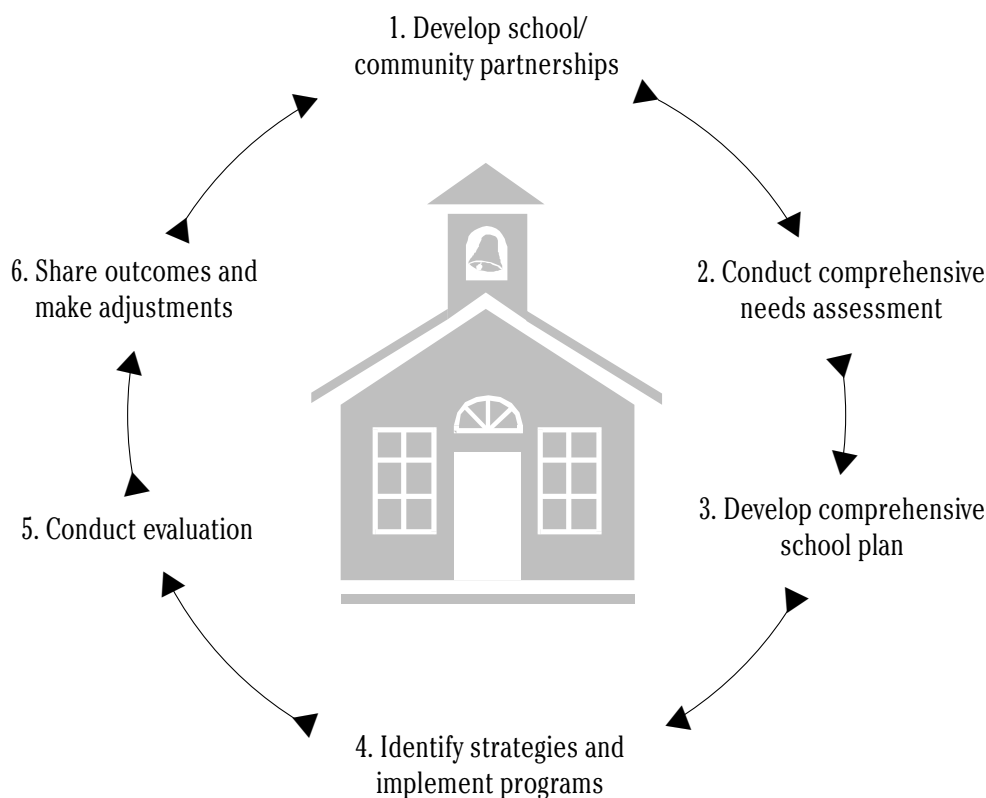 1. Develop school/
community partnerships
2. Conduct comprehensive
needs assessment
3. Develop comprehensive
school plan
4. Identify strategies and
implement programs
5. Conduct evaluation
6. Share outcomes and
make adjustments